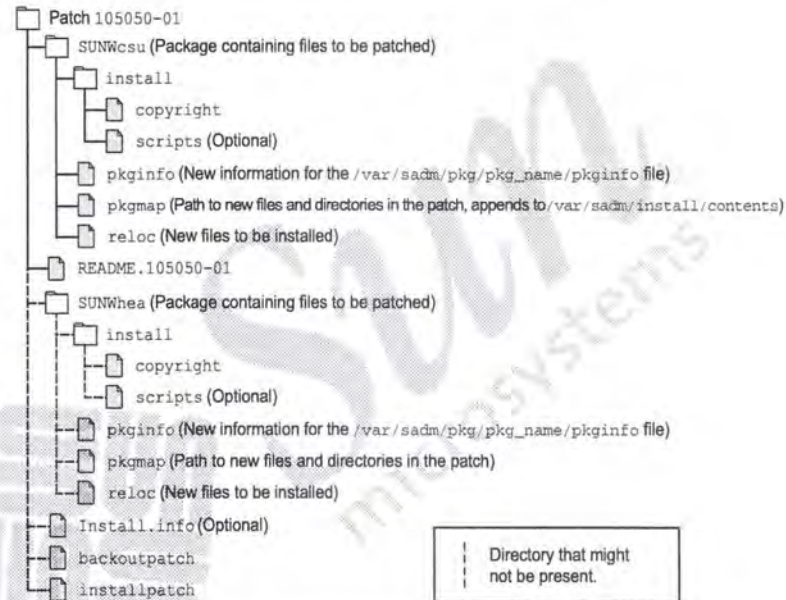 Patch 105050-01
SUNWcsu (Package containing files to be patched)
install
copyright
scripts (Optional)
pkginfo (New information for the /var/sadm/pkg/pkg_name/pkginfo file)
pkgmap (Path to new files and directories in the patch, appends to /var/sadm/install/contents)
reloc (New files to be installed)
README.105050-01
SUNWhea (Package containing files to be patched)
install
copyright
scripts (Optional)
pkginfo (New information for the /var/sadm/pkg/pkg_name/pkginfo file)
pkgmap (Path to new files and directories in the patch)
reloc (New files to be installed)
Install.info (Optional)
backoutpatch
installpatch
Directory that might
not be present.
Sun
microsystems